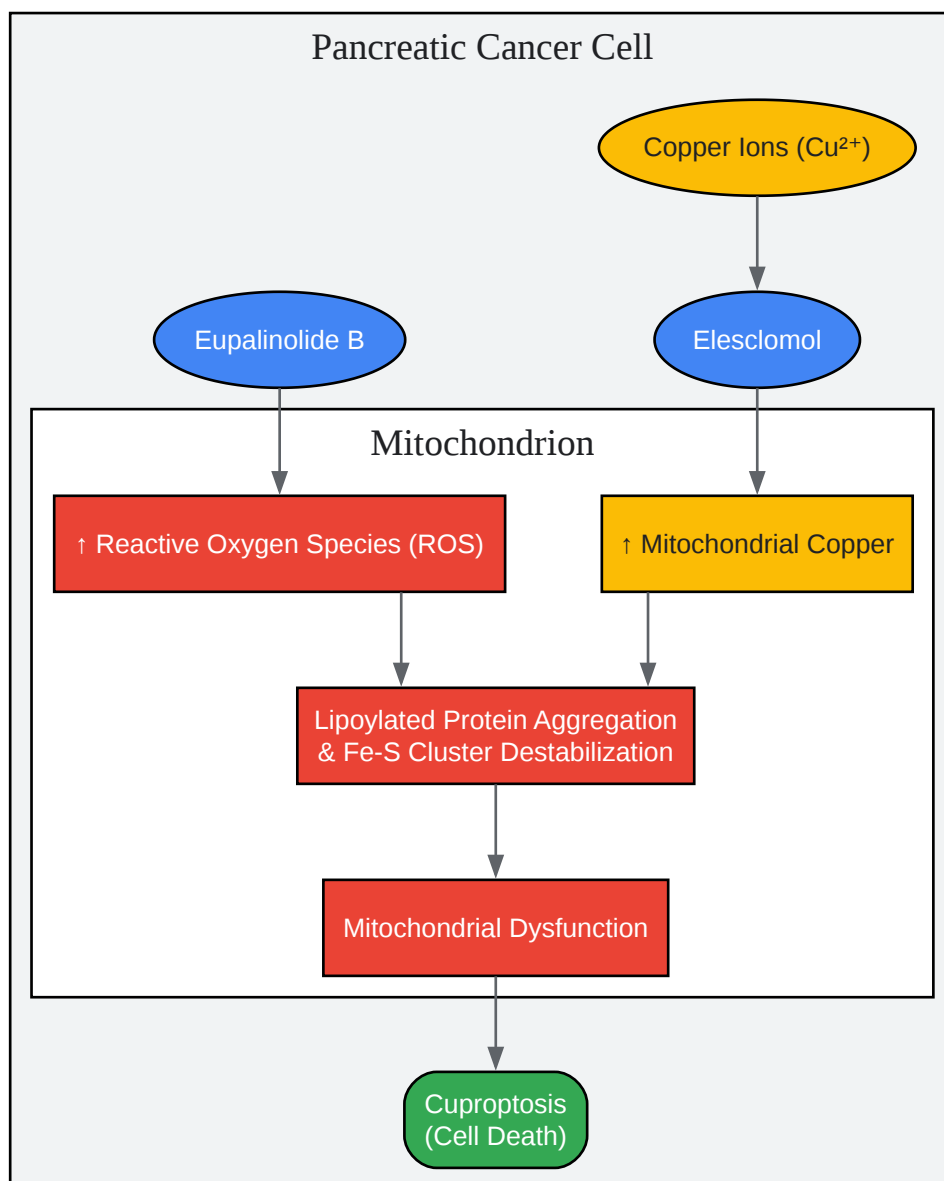 Pancreatic Cancer Cell
Copper Ions (Cu²⁺)
Eupalinolide B
Elesclomol
Mitochondrion
↑ Reactive Oxygen Species (ROS)
↑ Mitochondrial Copper
Lipoylated Protein Aggregation
& Fe-S Cluster Destabilization
Mitochondrial Dysfunction
Cuproptosis
(Cell Death)